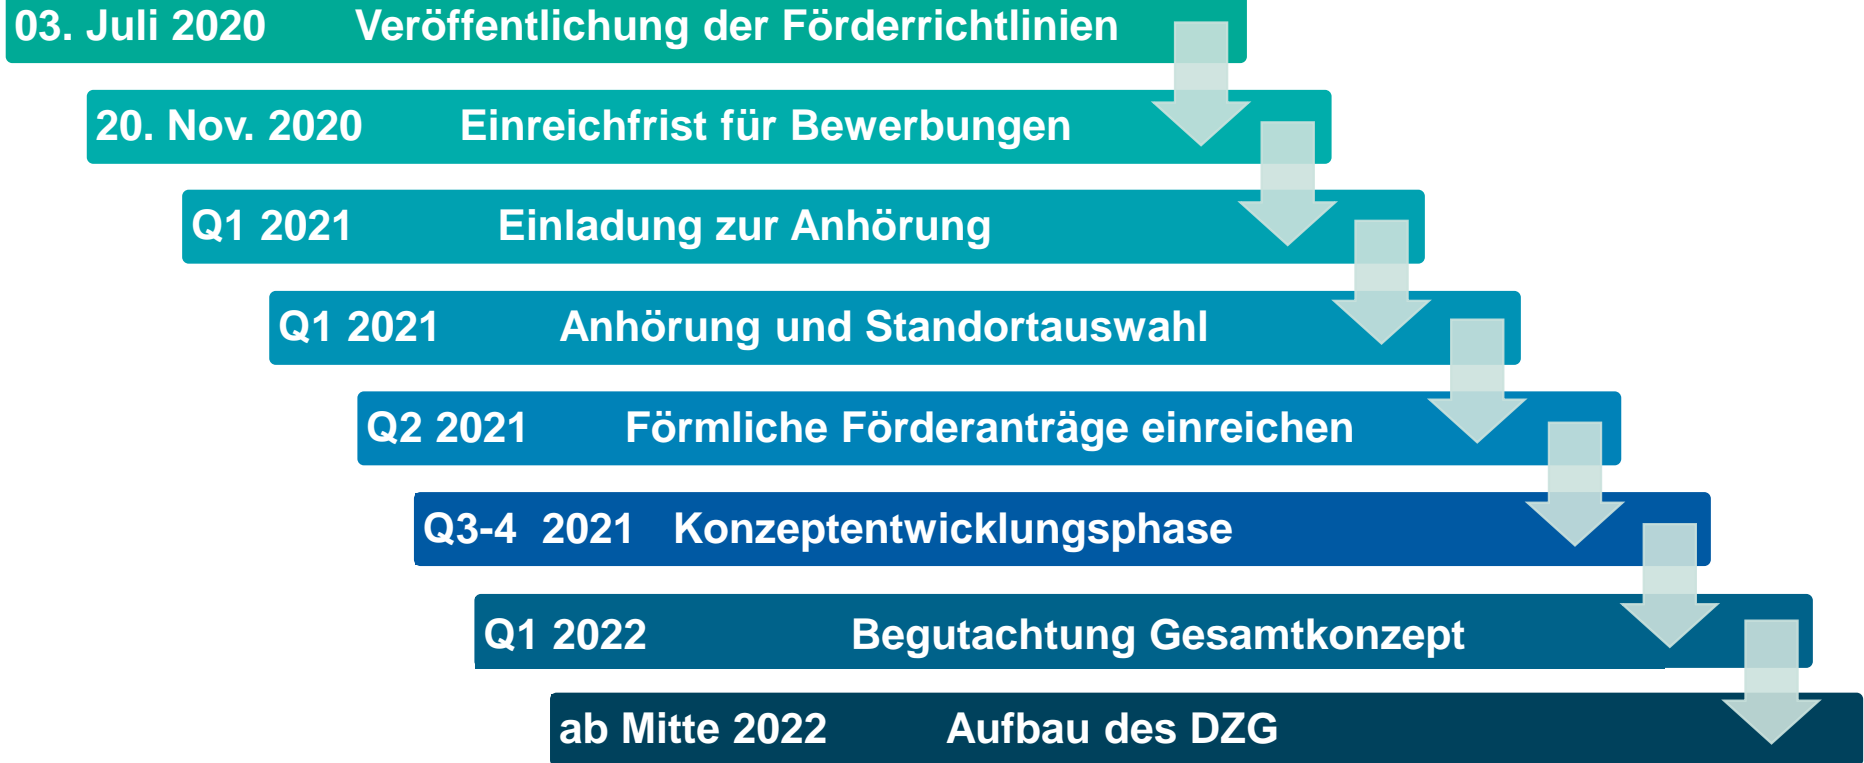 03. Juli 2020 Veröffentlichung der Förderrichtlinien
20. Nov. 2020 Einreichfrist für Bewerbungen
Q1 2021 Einladung zur Anhörung
Q1 2021 Anhörung und Standortauswahl
Q2 2021 Förmliche Förderanträge einreichen
Q3-4 2021 Konzeptentwicklungsphase
Q1 2022 Begutachtung Gesamtkonzept
ab Mitte 2022 Aufbau des DZG